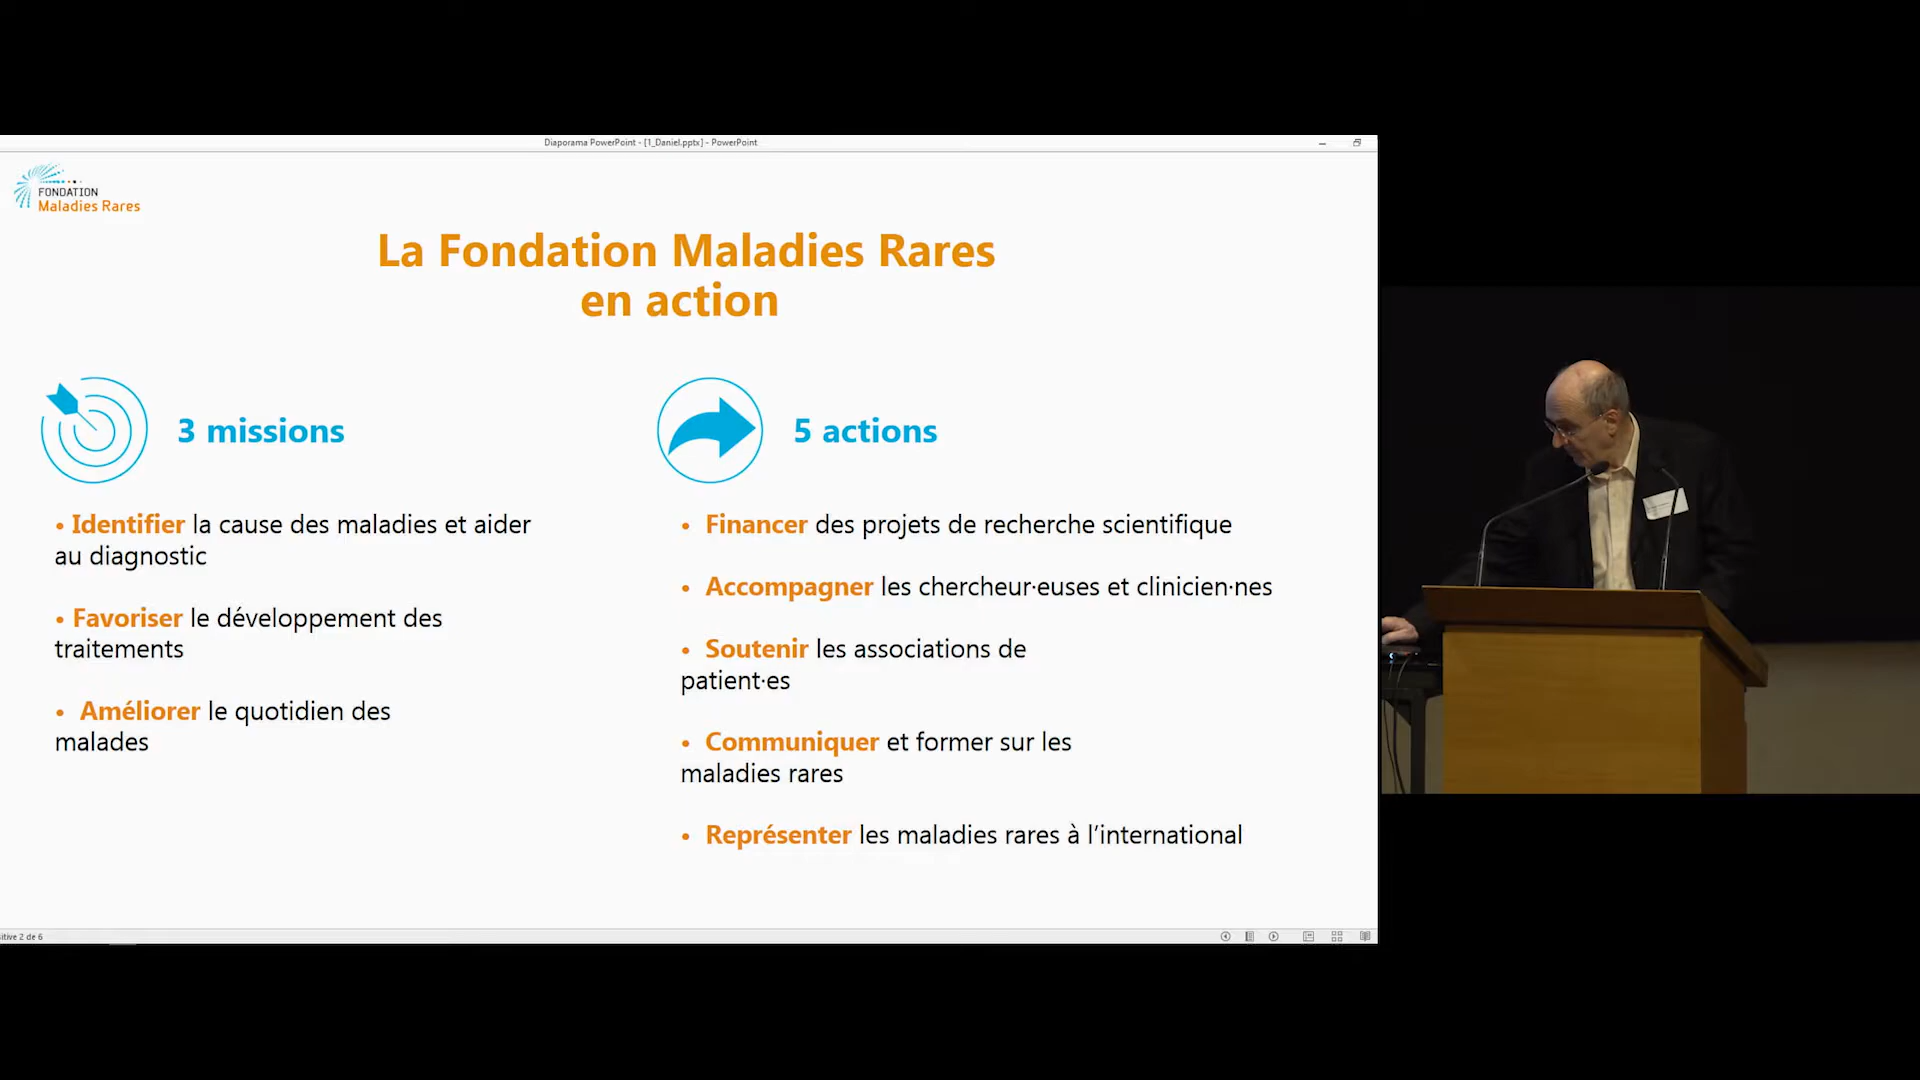 Diaporama PowerPoint - [1_Daniel.pptx] - PowerPoint
FONDATION
Maladies Rares
La Fondation Maladies Rares
en action
3 missions
• Identifier la cause des maladies et aider
au diagnostic
• Favoriser le développement des
traitements
• Améliorer le quotidien des
malades
5 actions
• Financer des projets de recherche scientifique
• Accompagner les chercheur·euses et clinicien·nes
• Soutenir les associations de
patient·es
• Communiquer et former sur les
maladies rares
• Représenter les maladies rares à l’international
sitive 2 de 6